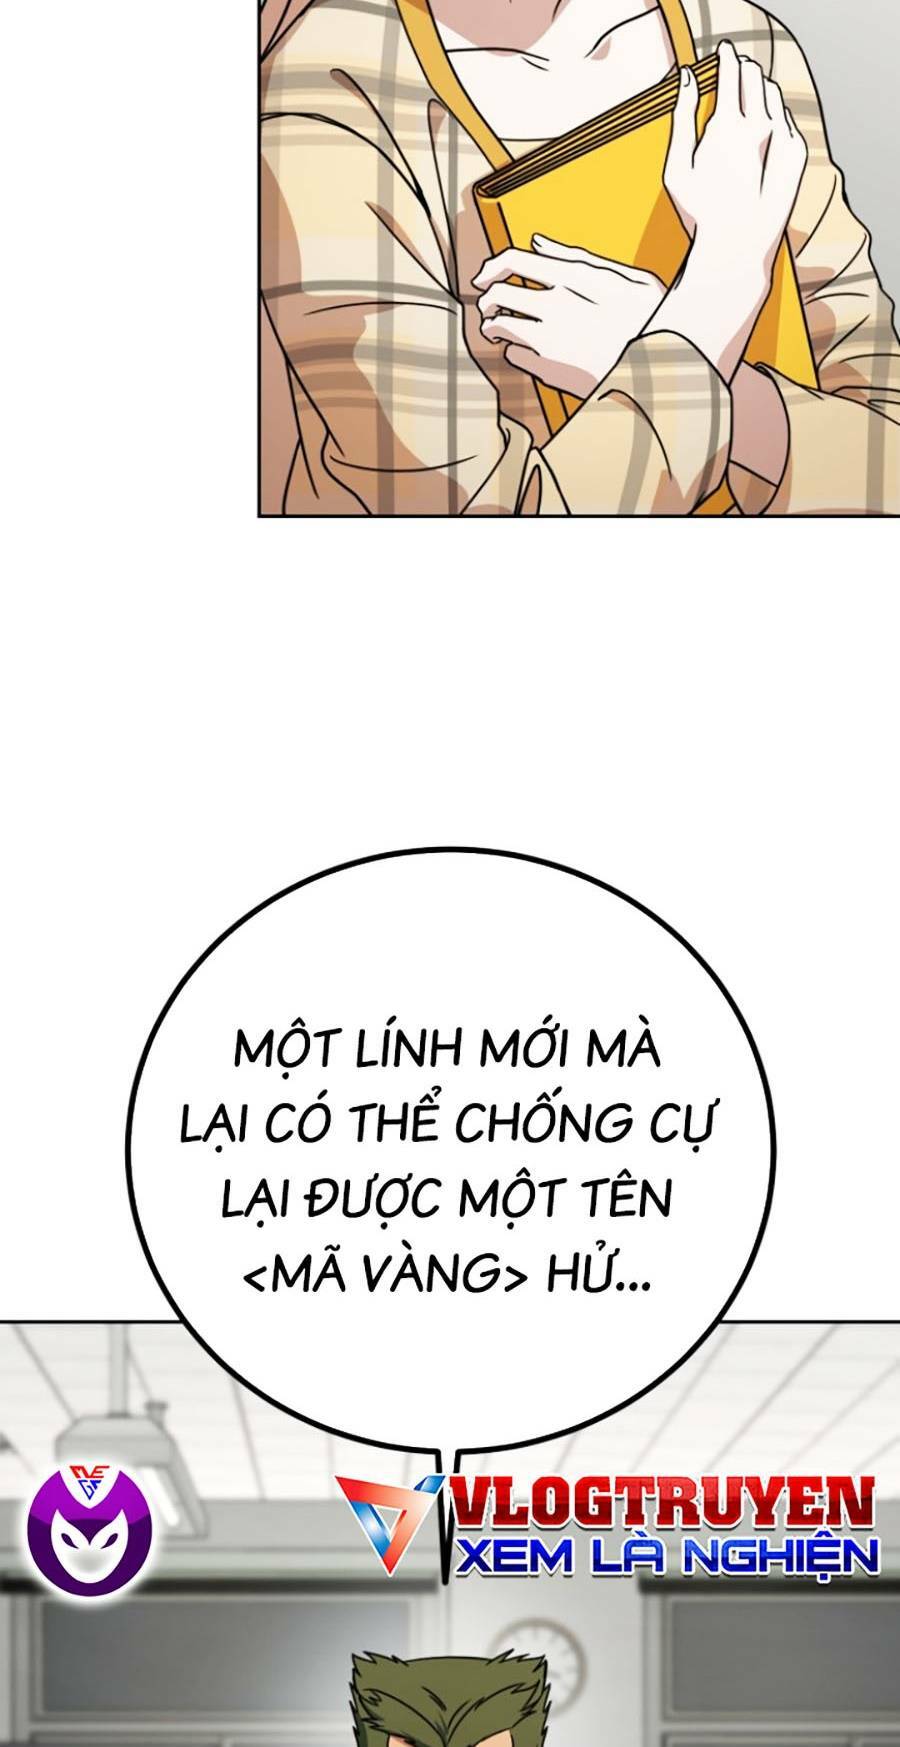 MỘT LÍNH MỚI MÀ
LẠI CÓ THỂ CHỐNG CỰ
LẠI ĐƯỢC MỘT TÊN
<MÃ VÀNG> HỬ...
VLOGTRUYEN
XEM LÀ NGHIỆN